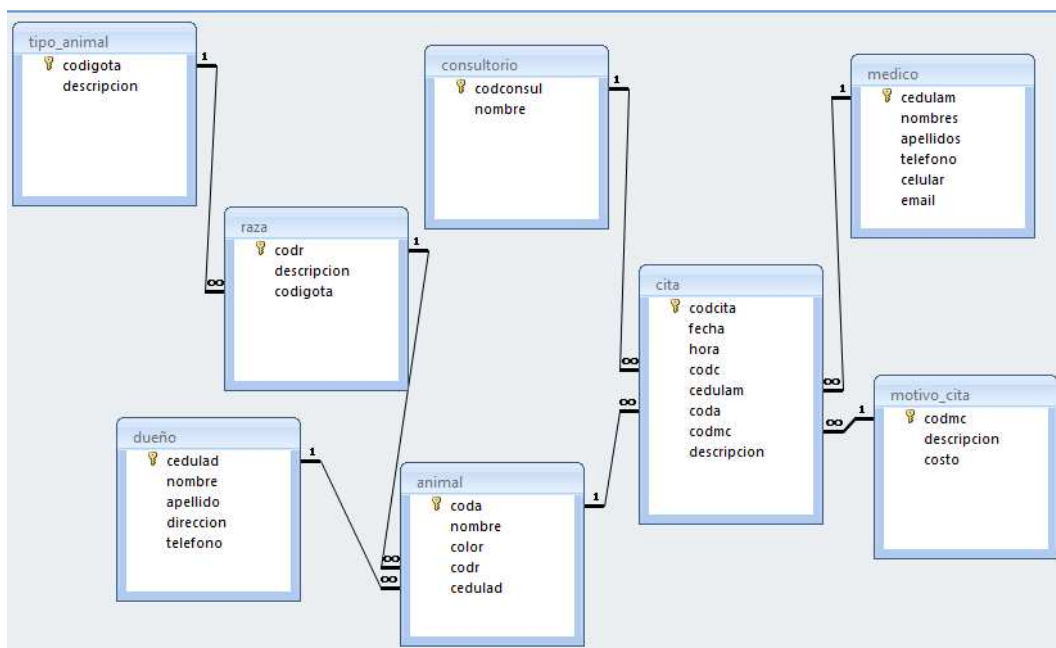 tipo_animal
codigota
descripcion
1
consultorio
codconsul
nombre
1
medico
cedulam
nombres
apellidos
telefono
celular
email
1
raza
codr
descripcion
codigota
1
∞
cita
codcita
fecha
hora
codc
cedulam
coda
codmc
descripcion
∞
∞
∞
∞
motivo_cita
codmc
descripcion
costo
1
dueño
cedulad
nombre
apellido
direccion
telefono
1
animal
coda
nombre
color
codr
cedulad
1
∞
∞